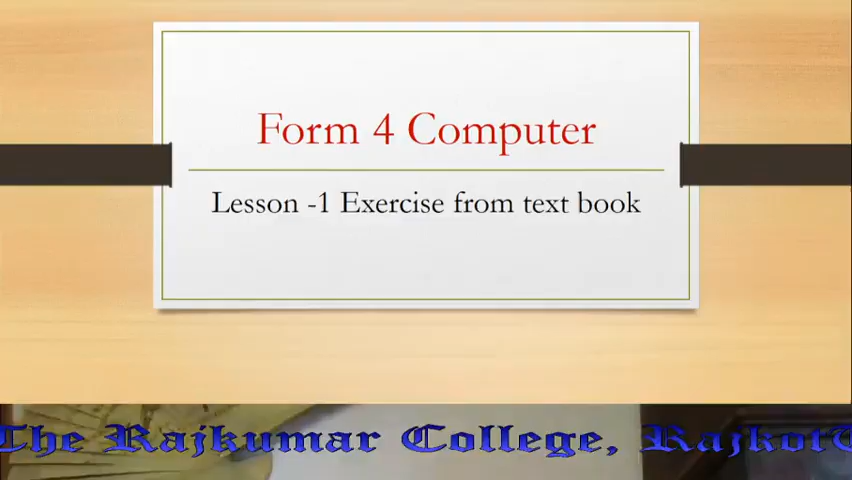 Form 4 Computer
Lesson -1 Exercise from text book
The Rajkumar College, Rajkot